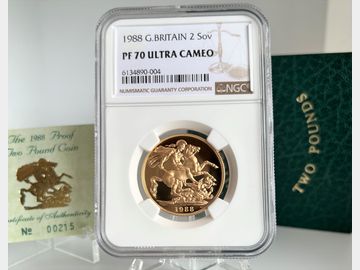 1988 G.BRITAIN 2 Sov
PF 70 ULTRA CAMEO
6134890-004
NUMISMATIC GUARANTY CORPORATION
NGC
The 1988 Proof
Two Pound Coin
Certificate of Authenticity
No 00215
1988
TWO POUNDS